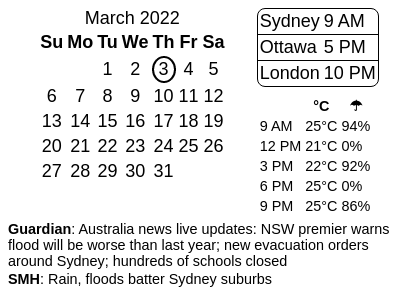 March 2022
Su Mo Tu We Th Fr Sa
1 2 3 4 5
6 7 8 9 10 11 12
13 14 15 16 17 18 19
20 21 22 23 24 25 26
27 28 29 30 31
Sydney 9 AM
Ottawa 5 PM
London 10 PM
°C ☂
9 AM 25°C 94%
12 PM 21°C 0%
3 PM 22°C 92%
6 PM 25°C 0%
9 PM 25°C 86%
Guardian: Australia news live updates: NSW premier warns
flood will be worse than last year; new evacuation orders
around Sydney; hundreds of schools closed
SMH: Rain, floods batter Sydney suburbs